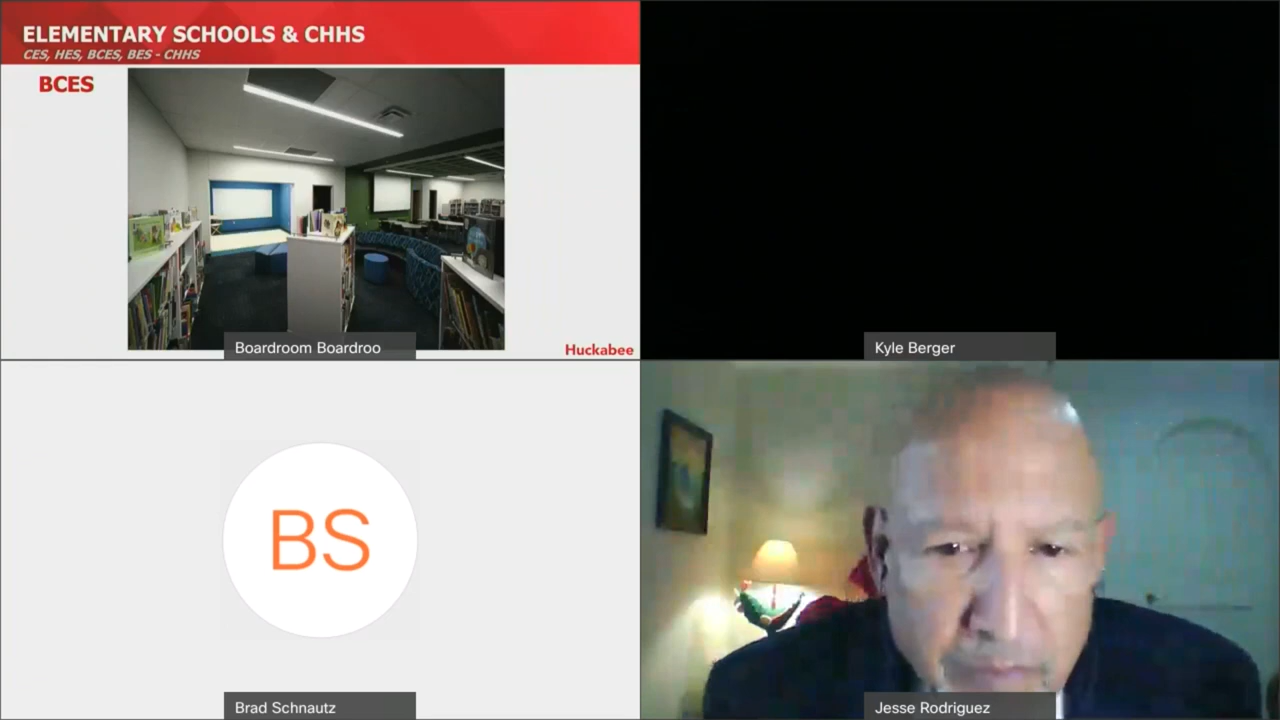 ELEMENTARY SCHOOLS & CHHS
CES, HES, BCES, BES - CHHS
BCES
Huckabee
Boardroom Boardroo
Kyle Berger
BS
Brad Schnautz
Jesse Rodriguez